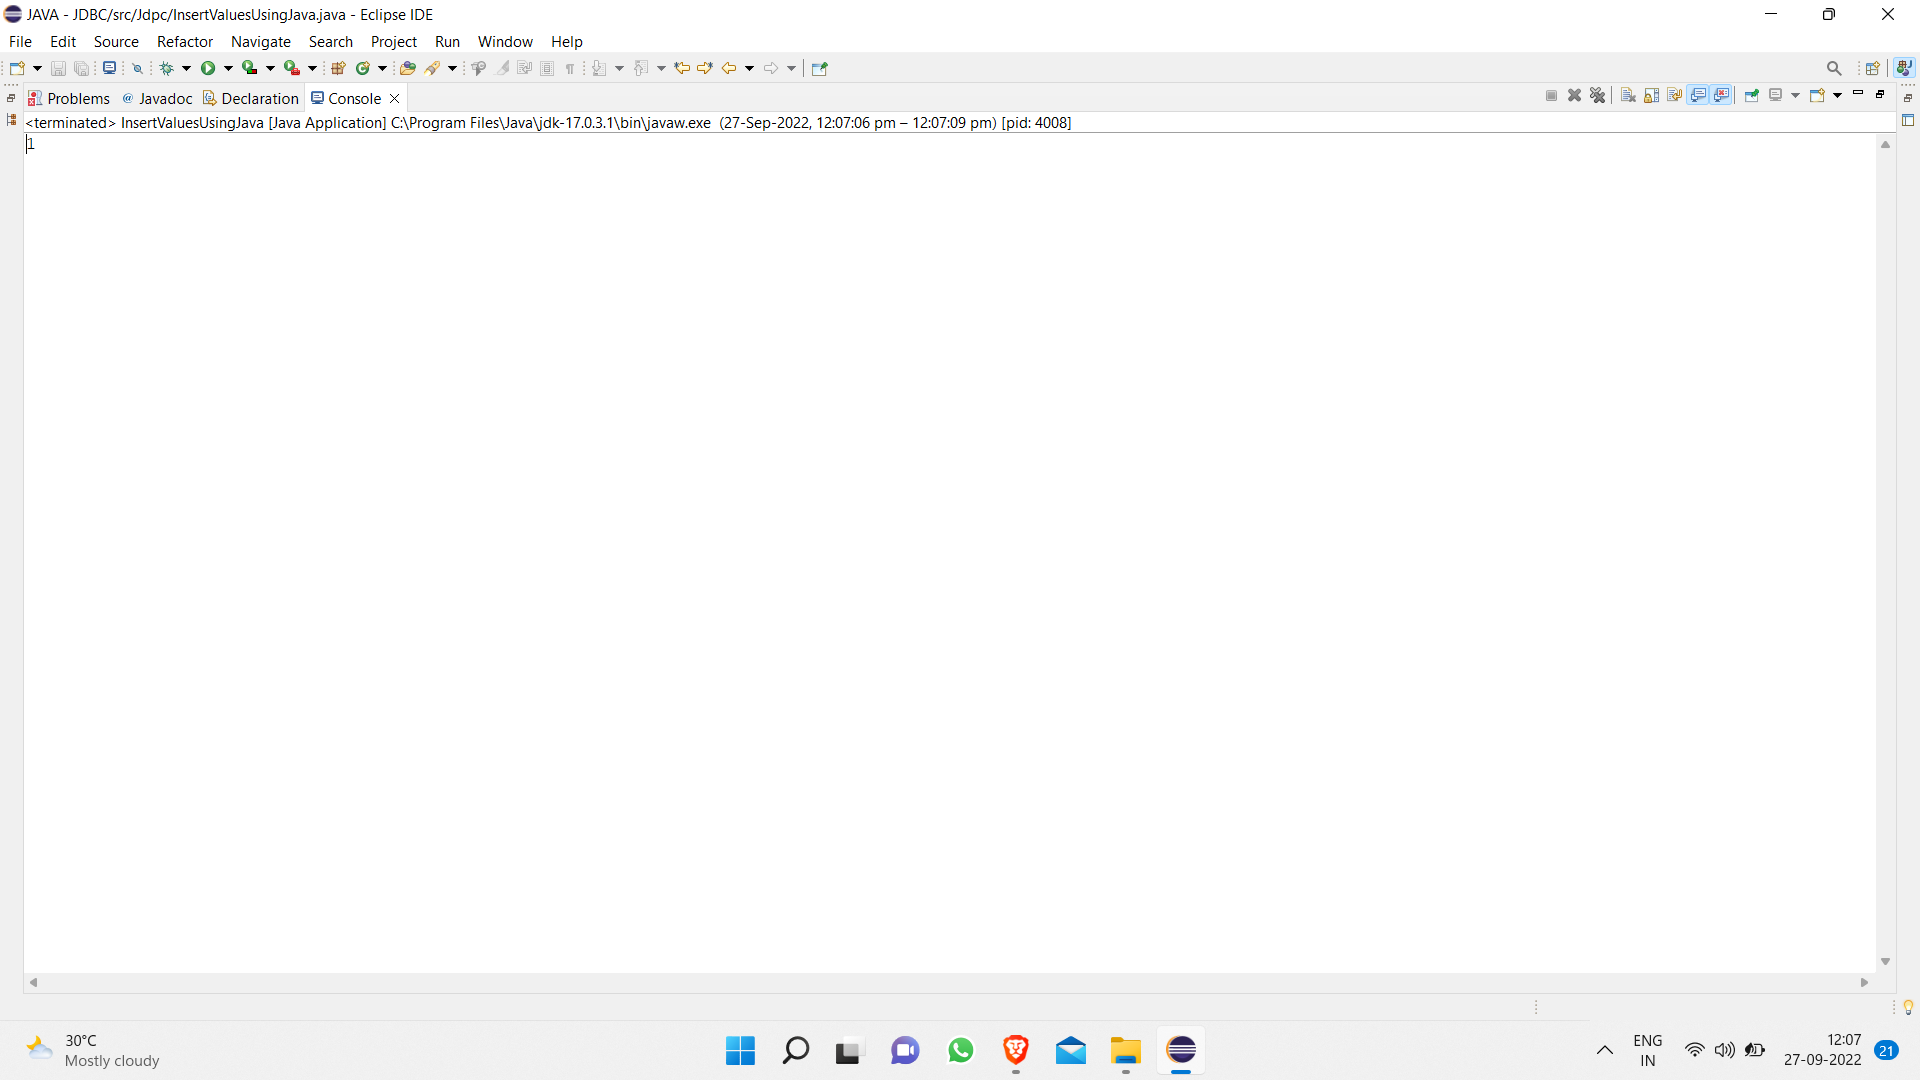 JAVA - JDBC/src/Jdpc/InsertValuesUsingJava.java - Eclipse IDE
File Edit Source Refactor Navigate Search Project Run Window Help
Problems @ Javadoc Declaration Console
<terminated> InsertValuesUsingJava [Java Application] C:\Program Files\Java\jdk-17.0.3.1\bin\javaw.exe (27-Sep-2022, 12:07:06 pm – 12:07:09 pm) [pid: 4008]
1
30°C
Mostly cloudy
ENG
IN
12:07
27-09-2022
21